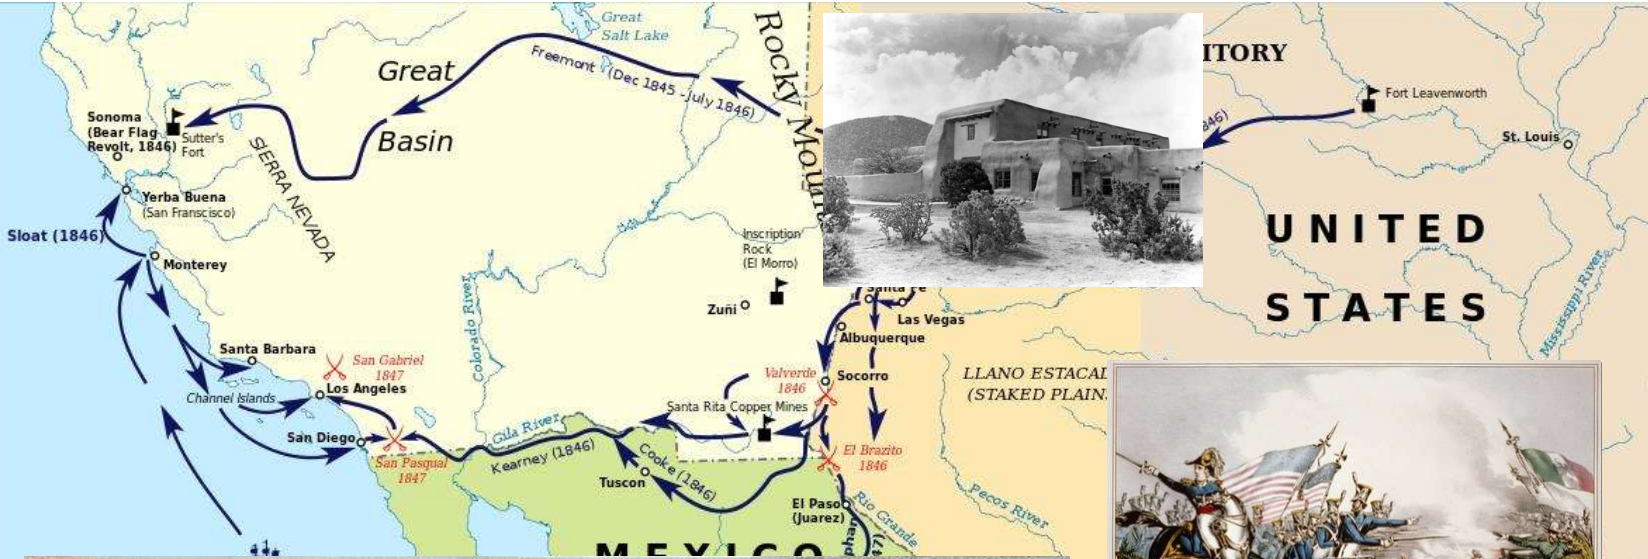 Great
Salt Lake
Rocky Mount
ITORY
Freemont (Dec 1845 - July 1846)
Great
Basin
Fort Leavenworth
846)
St. Louis
Sonoma
(Bear Flag
Revolt, 1846)
Sutter's
Fort
SIERRA NEVADA
Yerba Buena
(San Franscisco)
Sloat (1846)
Monterey
UNITED
STATES
Mississippi River
Inscription
Rock
(El Morro)
Zuñi
Colorado River
Santa Fe
Las Vegas
Albuquerque
Santa Barbara
San Gabriel
1847
Los Angeles
Channel Islands
Valverde
1846
Socorro
LLANO ESTACAD
(STAKED PLAIN.
Santa Rita Copper Mines
San Diego
San Pasqual
1847
Gila River
Kearney (1846)
Cooke (1846)
Tuscon
El Brazito
1846
El Paso
(Juarez)
Rio Grande
Pecos River
MEXICO